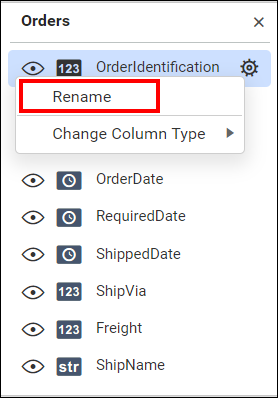 Orders
123 OrderIdentification
Rename
Change Column Type
OrderDate
RequiredDate
ShippedDate
123 ShipVia
123 Freight
str ShipName